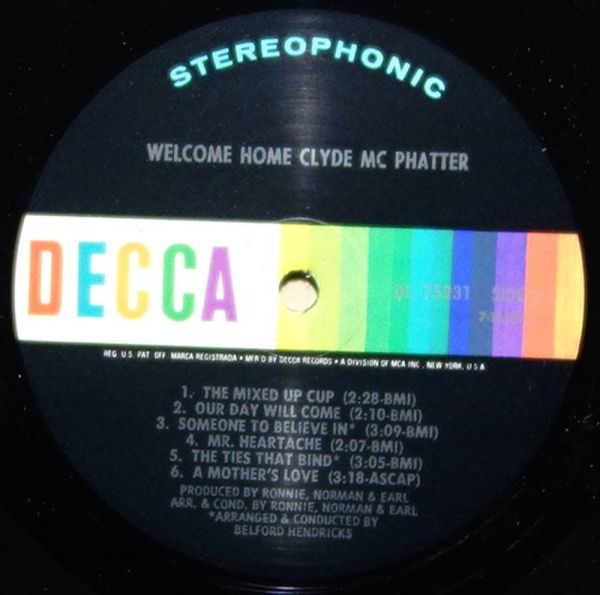 STEREOPHONIC
WELCOME HOME CLYDE MC PHATTER
DECCA
DL 75231 SIDE
REG. U.S. PAT. OFF. MARCA REGISTRADA • MFR'D BY DECCA RECORDS • A DIVISION OF MCA INC., NEW YORK, U.S.A
1. THE MIXED UP CUP (2:28-BMI)
2. OUR DAY WILL COME (2:10-BMI)
3. SOMEONE TO BELIEVE IN* (3:09-BMI)
4. MR. HEARTACHE (2:07-BMI)
5. THE TIES THAT BIND* (3:05-BMI)
6. A MOTHER'S LOVE (3:18-ASCAP)
PRODUCED BY RONNIE, NORMAN & EARL
ARR. & COND. BY RONNIE, NORMAN & EARL
*ARRANGED & CONDUCTED BY
BELFORD HENDRICKS